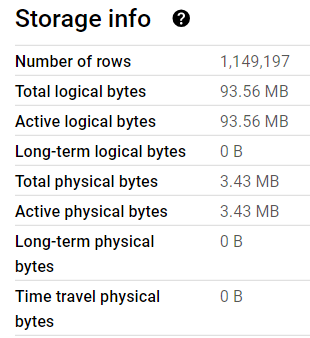 Storage info ?
Number of rows 1,149,197
Total logical bytes 93.56 MB
Active logical bytes 93.56 MB
Long-term logical bytes 0 B
Total physical bytes 3.43 MB
Active physical bytes 3.43 MB
Long-term physical 0 B
bytes
Time travel physical 0 B
bytes